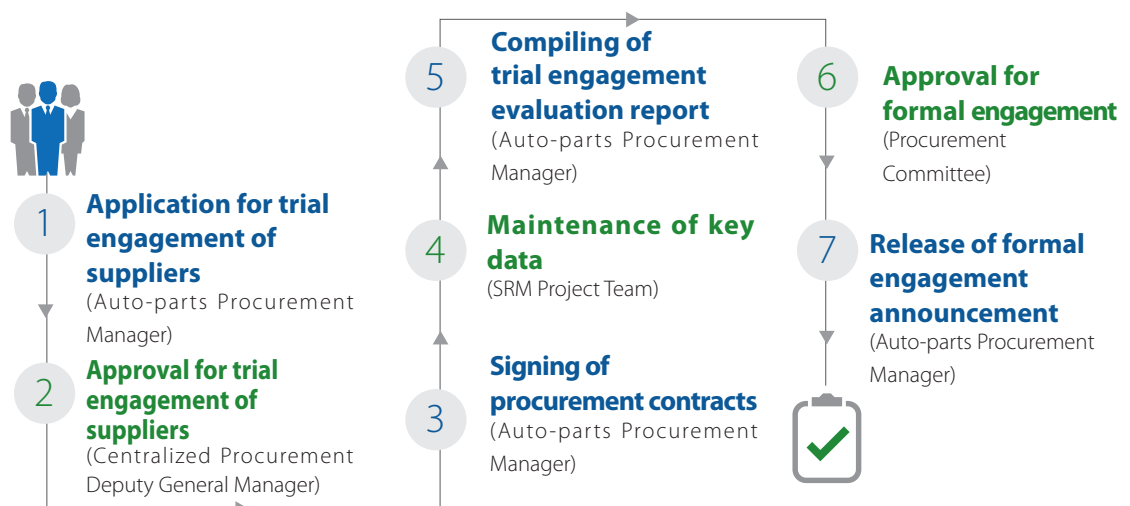 1
Application for trial
engagement of
suppliers
(Auto-parts Procurement
Manager)
2
Approval for trial
engagement of
suppliers
(Centralized Procurement
Deputy General Manager)
3
Signing of
procurement contracts
(Auto-parts Procurement
Manager)
4
Maintenance of key
data
(SRM Project Team)
5
Compiling of
trial engagement
evaluation report
(Auto-parts Procurement
Manager)
6
Approval for
formal engagement
(Procurement
Committee)
7
Release of formal
engagement
announcement
(Auto-parts Procurement
Manager)